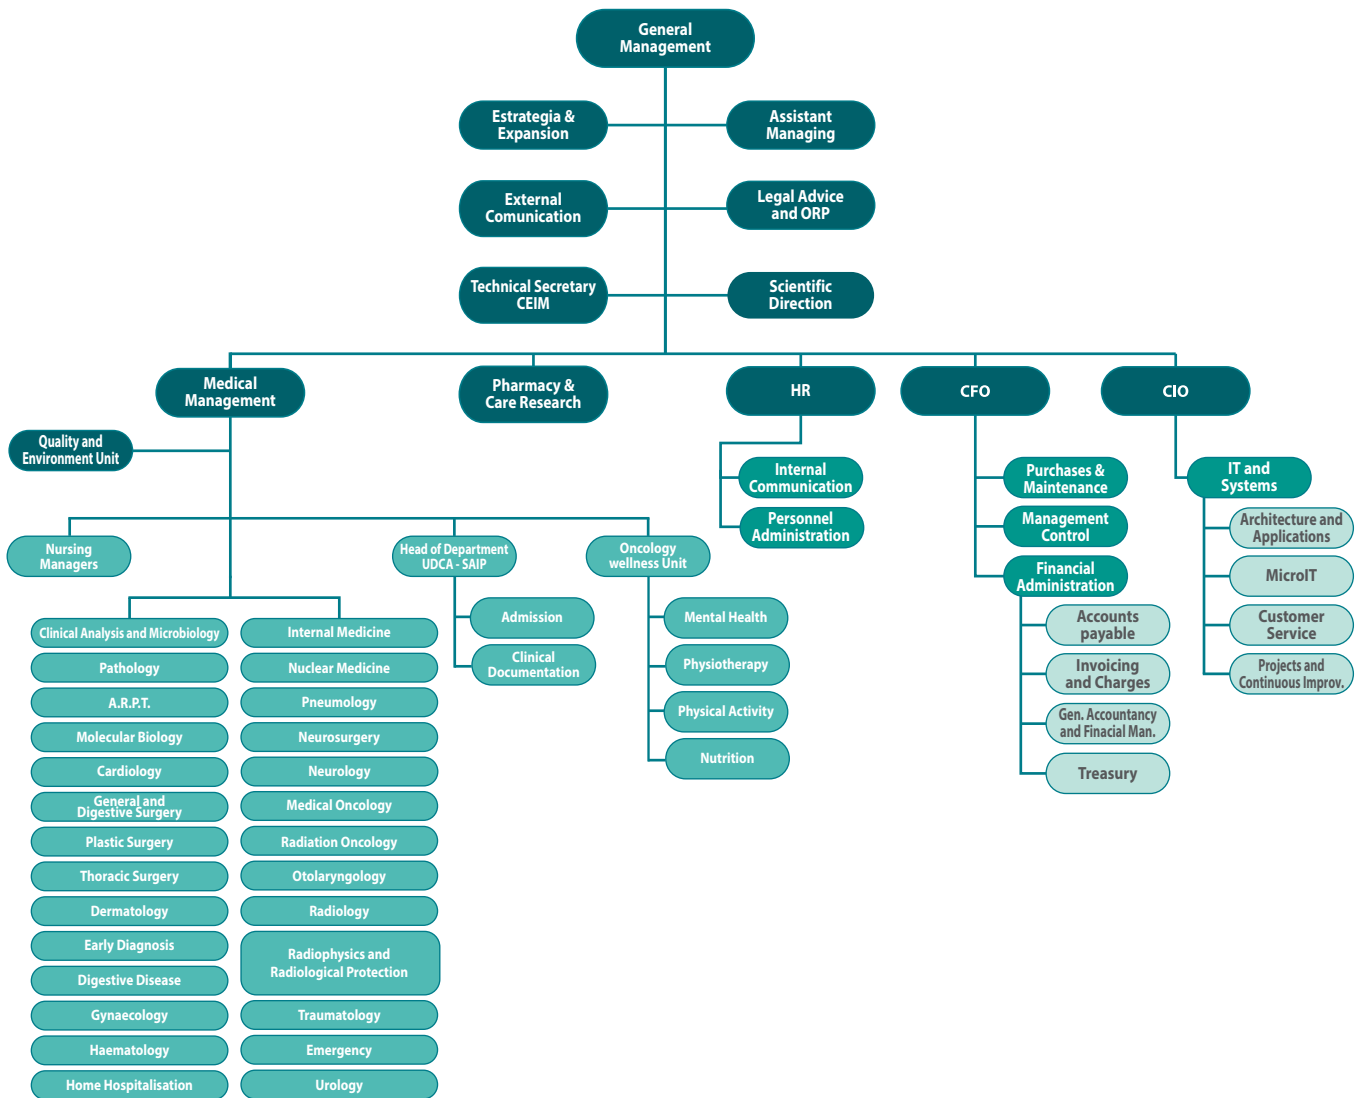 General
Management
Estrategia &
Expansion
Assistant
Managing
External
Comunication
Legal Advice
and ORP
Technical Secretary
CEIM
Scientific
Direction
Medical
Management
Pharmacy &
Care Research
HR
CFO
CIO
Quality and
Environment Unit
Internal
Communication
Personnel
Administration
Purchases &
Maintenance
Management
Control
Financial
Administration
Accounts
payable
Invoicing
and Charges
Gen. Accountancy
and Finacial Man.
Treasury
IT and
Systems
Architecture and
Applications
MicroIT
Customer
Service
Projects and
Continuous Improv.
Nursing
Managers
Head of Department
UDCA - SAIP
Admission
Clinical
Documentation
Oncology
wellness Unit
Mental Health
Physiotherapy
Physical Activity
Nutrition
Clinical Analysis and Microbiology
Pathology
A.R.P.T.
Molecular Biology
Cardiology
General and
Digestive Surgery
Plastic Surgery
Thoracic Surgery
Dermatology
Early Diagnosis
Digestive Disease
Gynaecology
Haematology
Home Hospitalisation
Internal Medicine
Nuclear Medicine
Pneumology
Neurosurgery
Neurology
Medical Oncology
Radiation Oncology
Otolaryngology
Radiology
Radiophysics and
Radiological Protection
Traumatology
Emergency
Urology